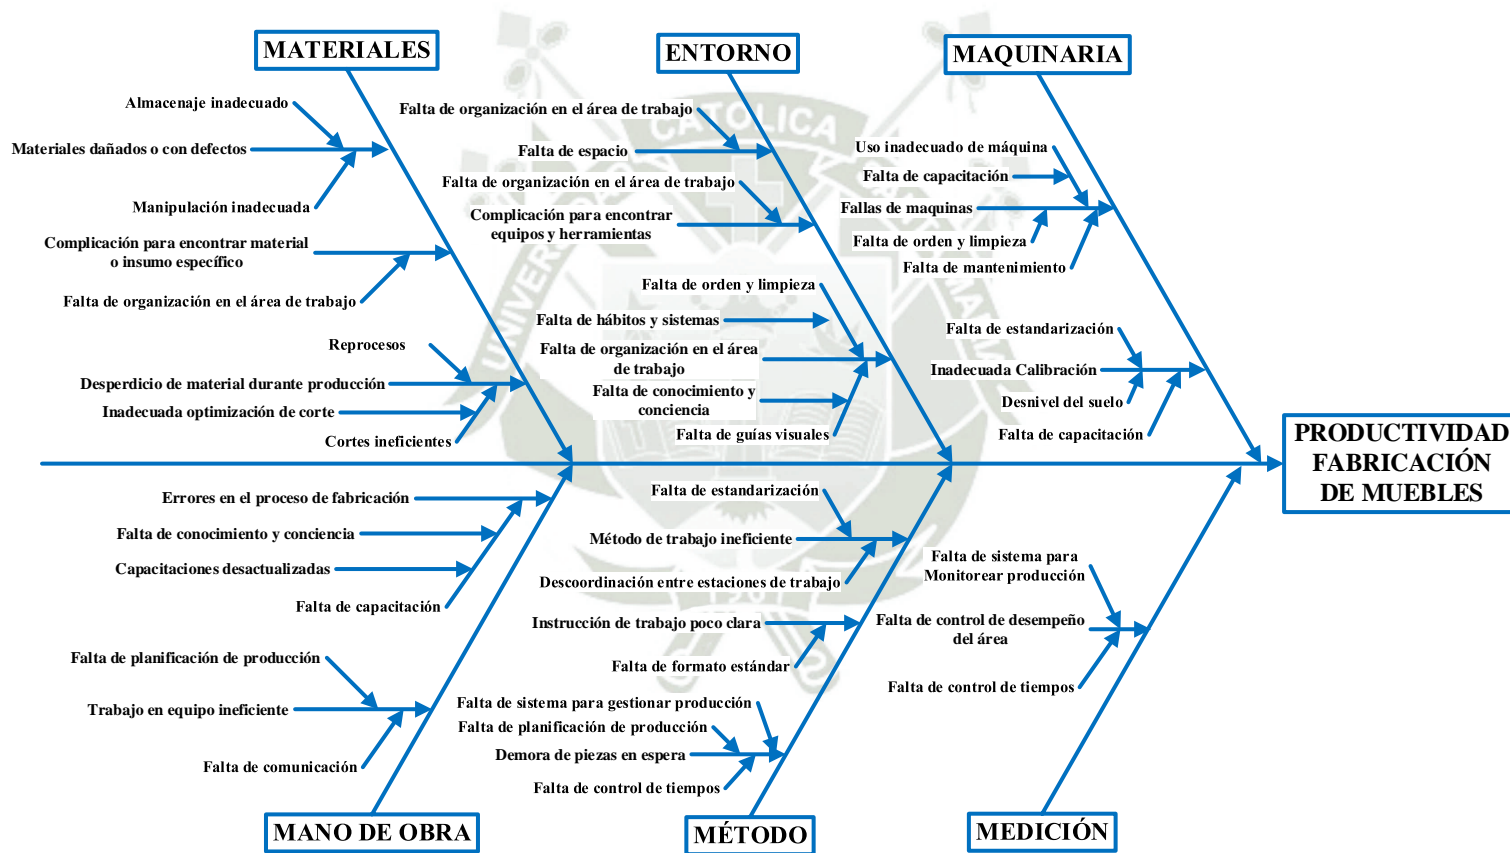 MATERIALES
Almacenaje inadecuado
Materiales dañados o con defectos
Manipulación inadecuada
Complicación para encontrar material
o insumo específico
Falta de organización en el área de trabajo
Reprocesos
Desperdicio de material durante producción
Inadecuada optimización de corte
Cortes ineficientes
ENTORNO
Falta de organización en el área de trabajo
Falta de espacio
Falta de organización en el área de trabajo
Complicación para encontrar
equipos y herramientas
Falta de orden y limpieza
Falta de hábitos y sistemas
Falta de organización en el área
de trabajo
Falta de conocimiento y
conciencia
Falta de guías visuales
MAQUINARIA
Uso inadecuado de máquina
Falta de capacitación
Fallas de maquinas
Falta de orden y limpieza
Falta de mantenimiento
Falta de estandarización
Inadecuada Calibración
Desnivel del suelo
Falta de capacitación
PRODUCTIVIDAD
FABRICACIÓN
DE MUEBLES
Errores en el proceso de fabricación
Falta de conocimiento y conciencia
Capacitaciones desactualizadas
Falta de capacitación
Falta de planificación de producción
Trabajo en equipo ineficiente
Falta de comunicación
MANO DE OBRA
Falta de estandarización
Método de trabajo ineficiente
Descoordinación entre estaciones de trabajo
Instrucción de trabajo poco clara
Falta de formato estándar
Falta de sistema para gestionar producción
Falta de planificación de producción
Demora de piezas en espera
Falta de control de tiempos
MÉTODO
Falta de sistema para
Monitorear producción
Falta de control de desempeño
del área
Falta de control de tiempos
MEDICIÓN
CATOLICA